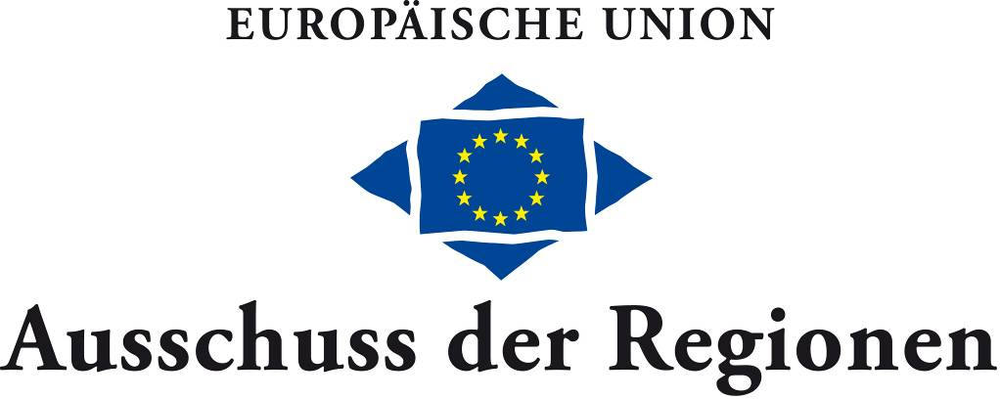 EUROPÄISCHE UNION
Ausschuss der Regionen